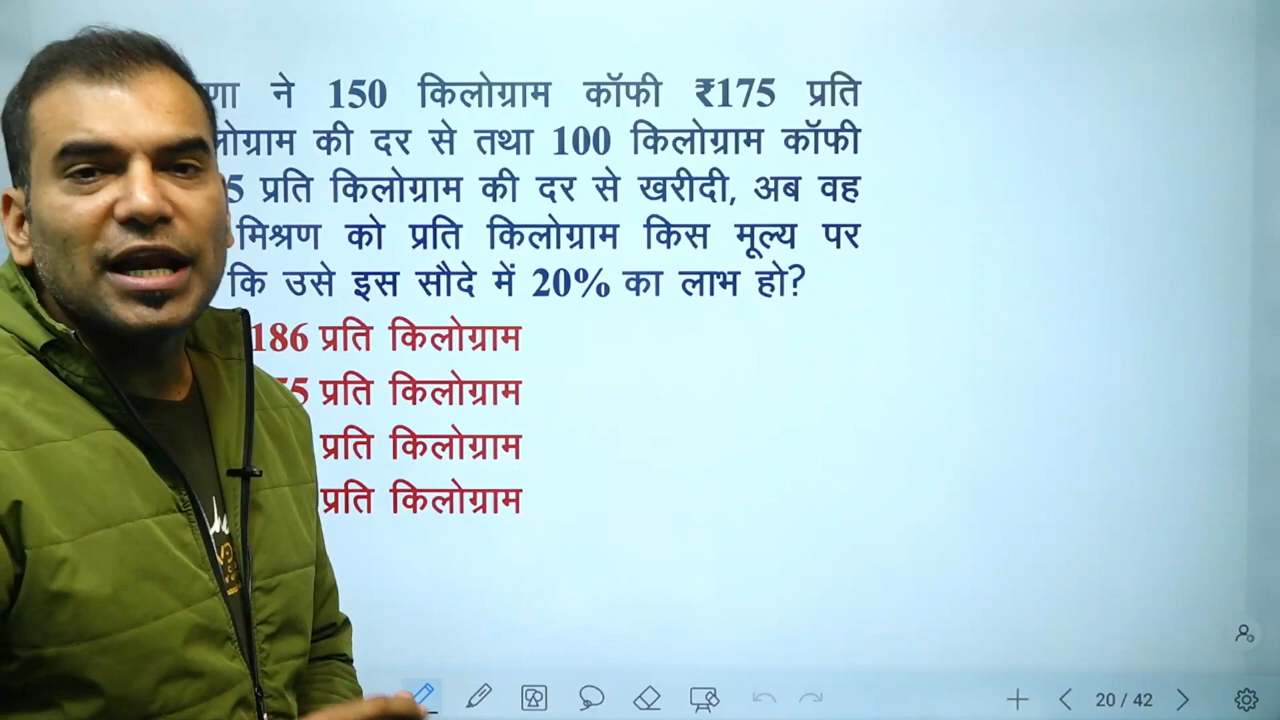 ने 150 किलोग्राम कॉफी ₹175 प्रति
की दर से तथा 100 किलोग्राम कॉफी
प्रति किलोग्राम की दर से खरीदी, अब वह
मिश्रण को प्रति किलोग्राम किस मूल्य पर
कि उसे इस सौदे में 20% का लाभ हो?
186 प्रति किलोग्राम
प्रति किलोग्राम
प्रति किलोग्राम
प्रति किलोग्राम
20 / 42